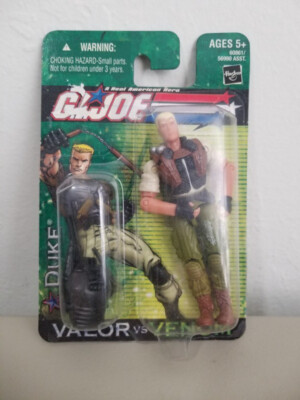 WARNING:
CHOKING HAZARD-Small parts.
Not for children under 3 years.
AGES 5+
Hasbro
A Real American Hero
G.I. JOE
DUKE
VALOR VS VENOM